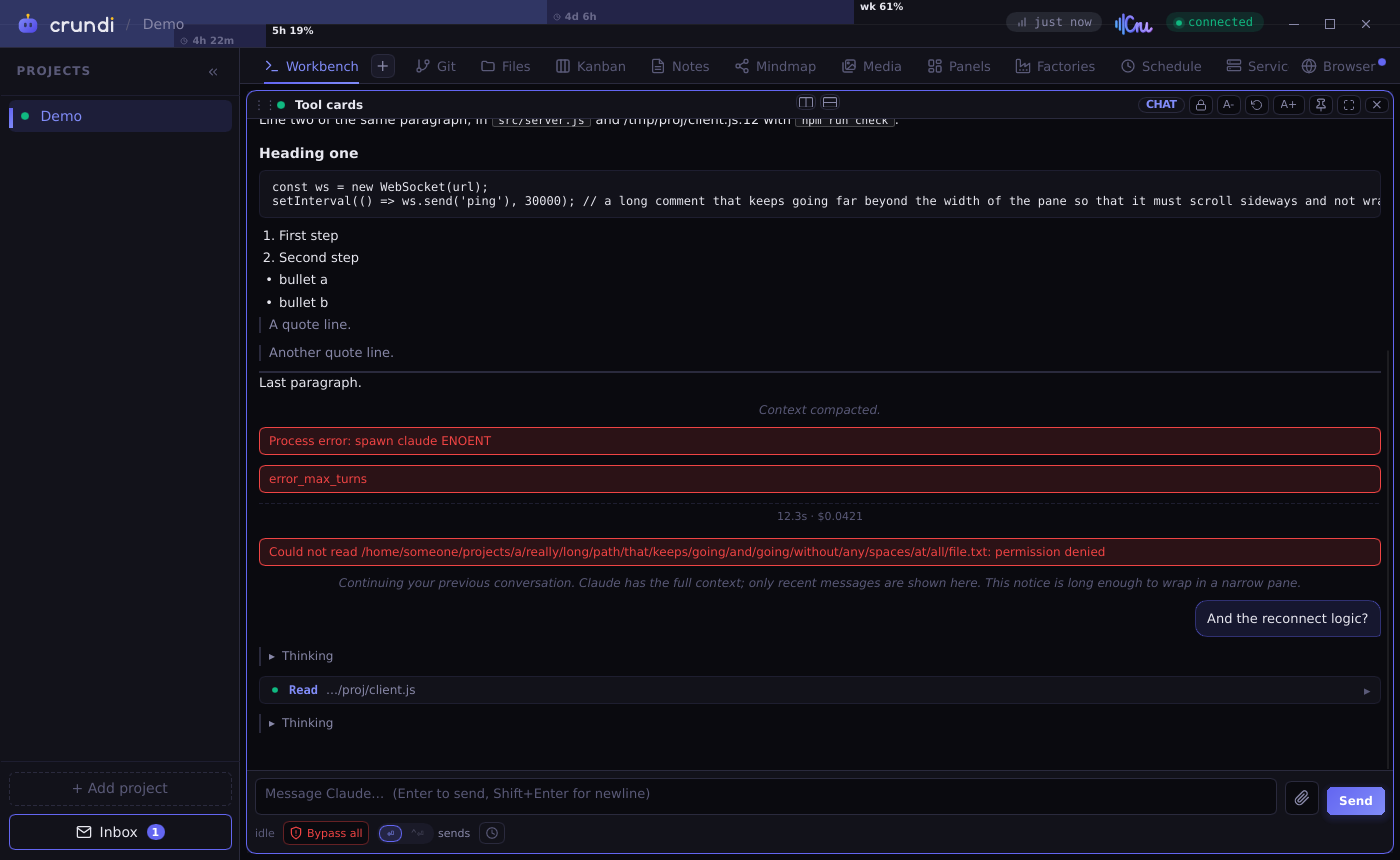 crundi / Demo
4d 6h
wk 61%
4h 22m
5h 19%
just now
Cru
connected
PROJECTS
«
Workbench
+
Git
Files
Kanban
Notes
Mindmap
Media
Panels
Factories
Schedule
Servic
Browser
Demo
Tool cards
CHAT
A-
A+
Line two of the same paragraph, in src/server.js and /tmp/proj/client.js:12 with npm run check.
Heading one
const ws = new WebSocket(url);
setInterval(() => ws.send('ping'), 30000); // a long comment that keeps going far beyond the width of the pane so that it must scroll sideways and not wra
1. First step
2. Second step
• bullet a
• bullet b
A quote line.
Another quote line.
Last paragraph.
Context compacted.
Process error: spawn claude ENOENT
error_max_turns
12.3s · $0.0421
Could not read /home/someone/projects/a/really/long/path/that/keeps/going/and/going/without/any/spaces/at/all/file.txt: permission denied
Continuing your previous conversation. Claude has the full context; only recent messages are shown here. This notice is long enough to wrap in a narrow pane.
And the reconnect logic?
▸ Thinking
Read …/proj/client.js
▸ Thinking
+ Add project
Inbox 1
Message Claude… (Enter to send, Shift+Enter for newline)
Send
idle
Bypass all
⏎ ^⏎ sends